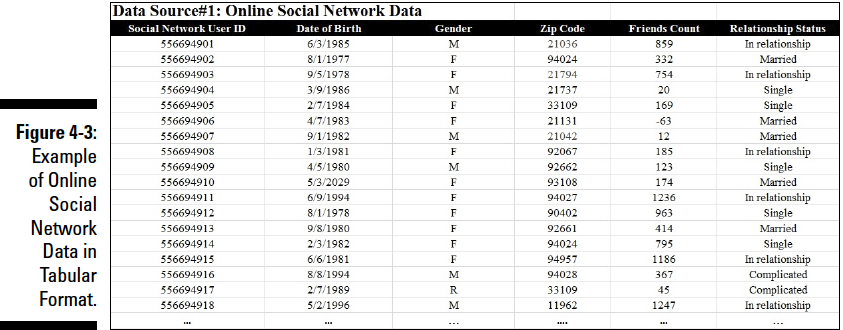 Data Source#1: Online Social Network Data
Social Network User ID Date of Birth Gender Zip Code Friends Count Relationship Status
556694901 6/3/1985 M 21036 859 In relationship
556694902 8/1/1977 F 94024 332 Married
556694903 9/5/1978 F 21794 754 In relationship
556694904 3/9/1986 M 21737 20 Single
556694905 2/7/1984 F 33109 169 Single
556694906 4/7/1983 F 21131 -63 Married
556694907 9/1/1982 M 21042 12 Married
556694908 1/3/1981 F 92067 185 In relationship
556694909 4/5/1980 M 92662 123 Single
556694910 5/3/2029 F 93108 174 Married
556694911 6/9/1994 F 94027 1236 In relationship
556694912 8/1/1978 F 90402 963 Single
556694913 9/8/1980 F 92661 414 Married
556694914 2/3/1982 F 94024 795 Single
556694915 6/6/1981 F 94957 1186 In relationship
556694916 8/8/1994 M 94028 367 Complicated
556694917 2/7/1989 R 33109 45 Complicated
556694918 5/2/1996 M 11962 1247 In relationship
... ... ... .... ... ...
Figure 4-3:
Example
of Online
Social
Network
Data in
Tabular
Format.